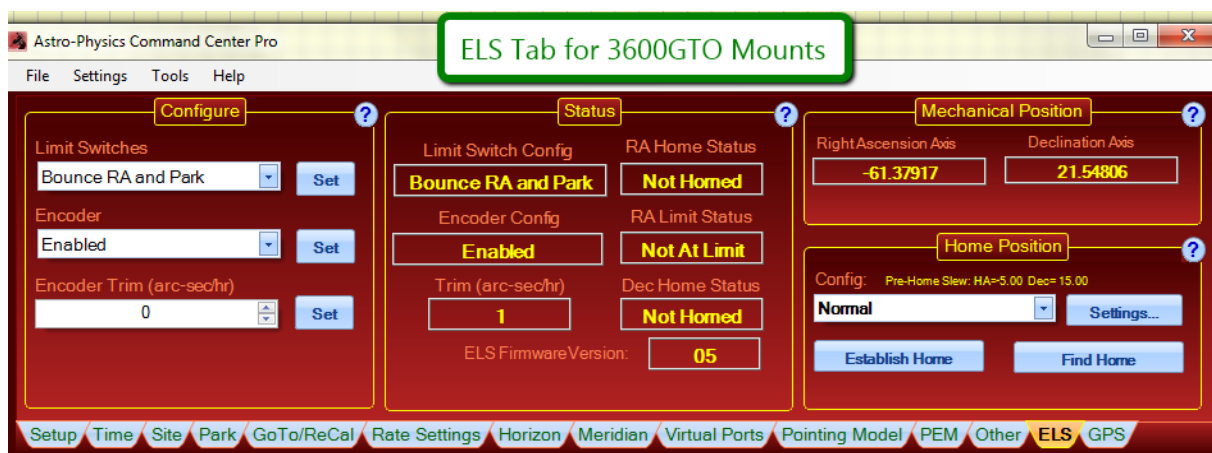 Astro-Physics Command Center Pro
ELS Tab for 3600GTO Mounts
File Settings Tools Help
Configure ?
Limit Switches
Bounce RA and Park Set
Encoder
Enabled Set
Encoder Trim (arc-sec/hr)
0 Set
Status ?
Limit Switch Config RA Home Status
Bounce RA and Park Not Homed
Encoder Config RA Limit Status
Enabled Not At Limit
Trim (arc-sec/hr) Dec Home Status
1 Not Homed
ELS Firmware Version: 05
Mechanical Position ?
Right Ascension Axis Declination Axis
-61.37917 21.54806
Home Position ?
Config: Pre-Home Slew: HA=-5.00 Dec= 15.00
Normal Settings...
Establish Home Find Home
Setup Time Site Park GoTo/ReCal Rate Settings Horizon Meridian Virtual Ports Pointing Model PEM Other ELS GPS